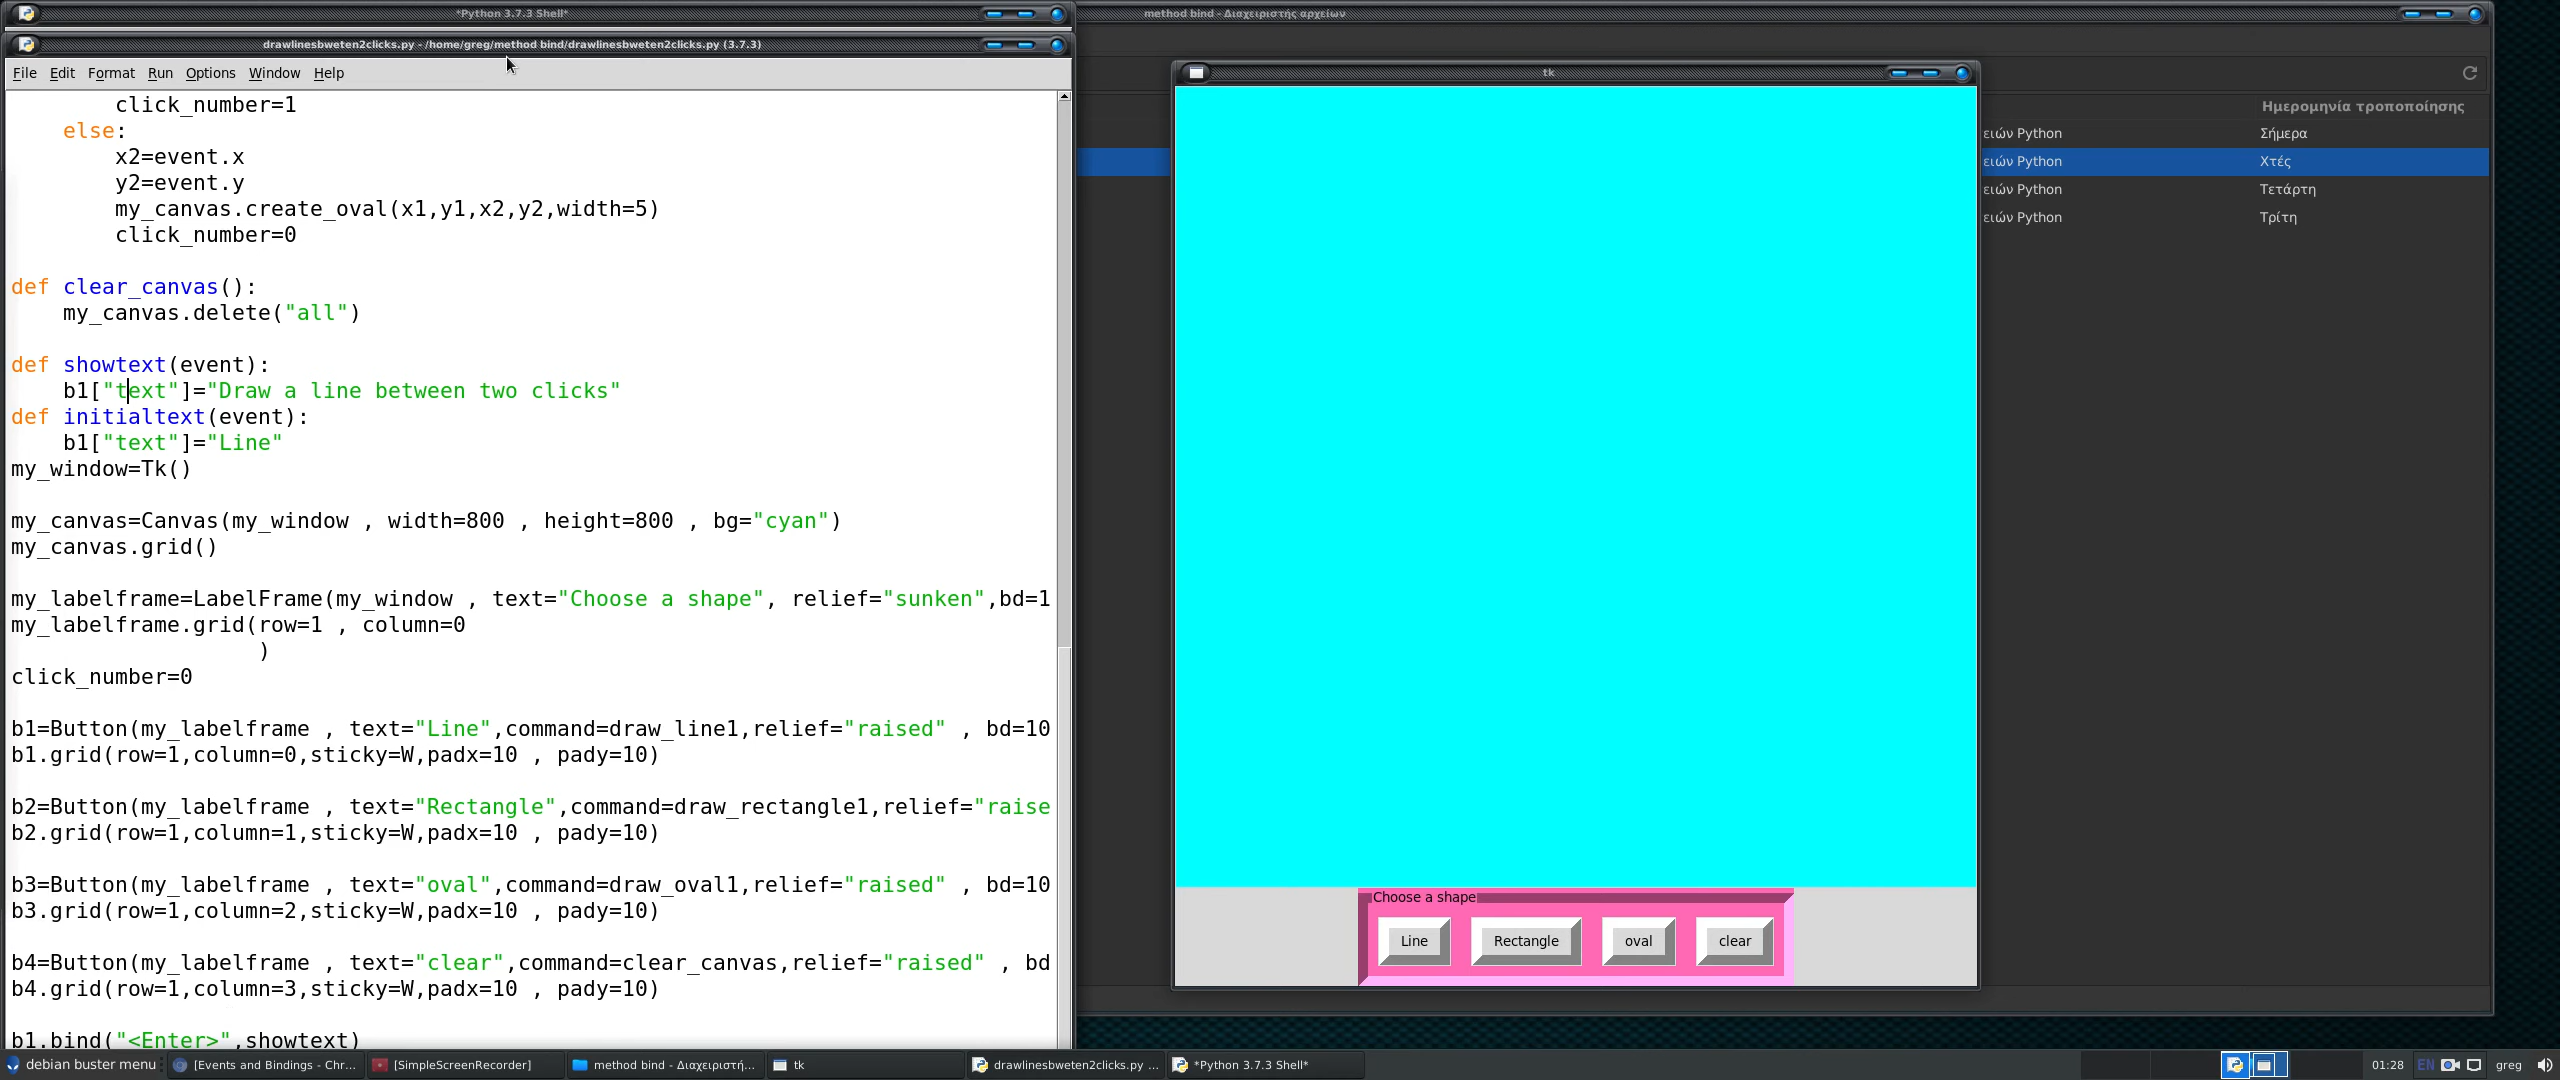 *Python 3.7.3 Shell*
method bind - Διαχειριστής αρχείων
drawlinesbweten2clicks.py - /home/greg/method bind/drawlinesbweten2clicks.py (3.7.3)
File Edit Format Run Options Window Help
click_number=1
else:
x2=event.x
y2=event.y
my_canvas.create_oval(x1,y1,x2,y2,width=5)
click_number=0
def clear_canvas():
my_canvas.delete("all")
def showtext(event):
b1["text"]="Draw a line between two clicks"
def initialtext(event):
b1["text"]="Line"
my_window=Tk()
my_canvas=Canvas(my_window , width=800 , height=800 , bg="cyan")
my_canvas.grid()
my_labelframe=LabelFrame(my_window , text="Choose a shape", relief="sunken",bd=1
my_labelframe.grid(row=1 , column=0
)
click_number=0
b1=Button(my_labelframe , text="Line",command=draw_line1,relief="raised" , bd=10
b1.grid(row=1,column=0,sticky=W,padx=10 , pady=10)
b2=Button(my_labelframe , text="Rectangle",command=draw_rectangle1,relief="raise
b2.grid(row=1,column=1,sticky=W,padx=10 , pady=10)
b3=Button(my_labelframe , text="oval",command=draw_oval1,relief="raised" , bd=10
b3.grid(row=1,column=2,sticky=W,padx=10 , pady=10)
b4=Button(my_labelframe , text="clear",command=clear_canvas,relief="raised" , bd
b4.grid(row=1,column=3,sticky=W,padx=10 , pady=10)
b1.bind("<Enter>",showtext)
tk
Choose a shape
Line Rectangle oval clear
Ημερομηνία τροποποίησης
ειών Python Σήμερα
ειών Python Χτές
ειών Python Τετάρτη
ειών Python Τρίτη
debian buster menu [Events and Bindings - Chr... [SimpleScreenRecorder] method bind - Διαχειριστή... tk drawlinesbweten2clicks.py ... *Python 3.7.3 Shell* 01:28 EN greg